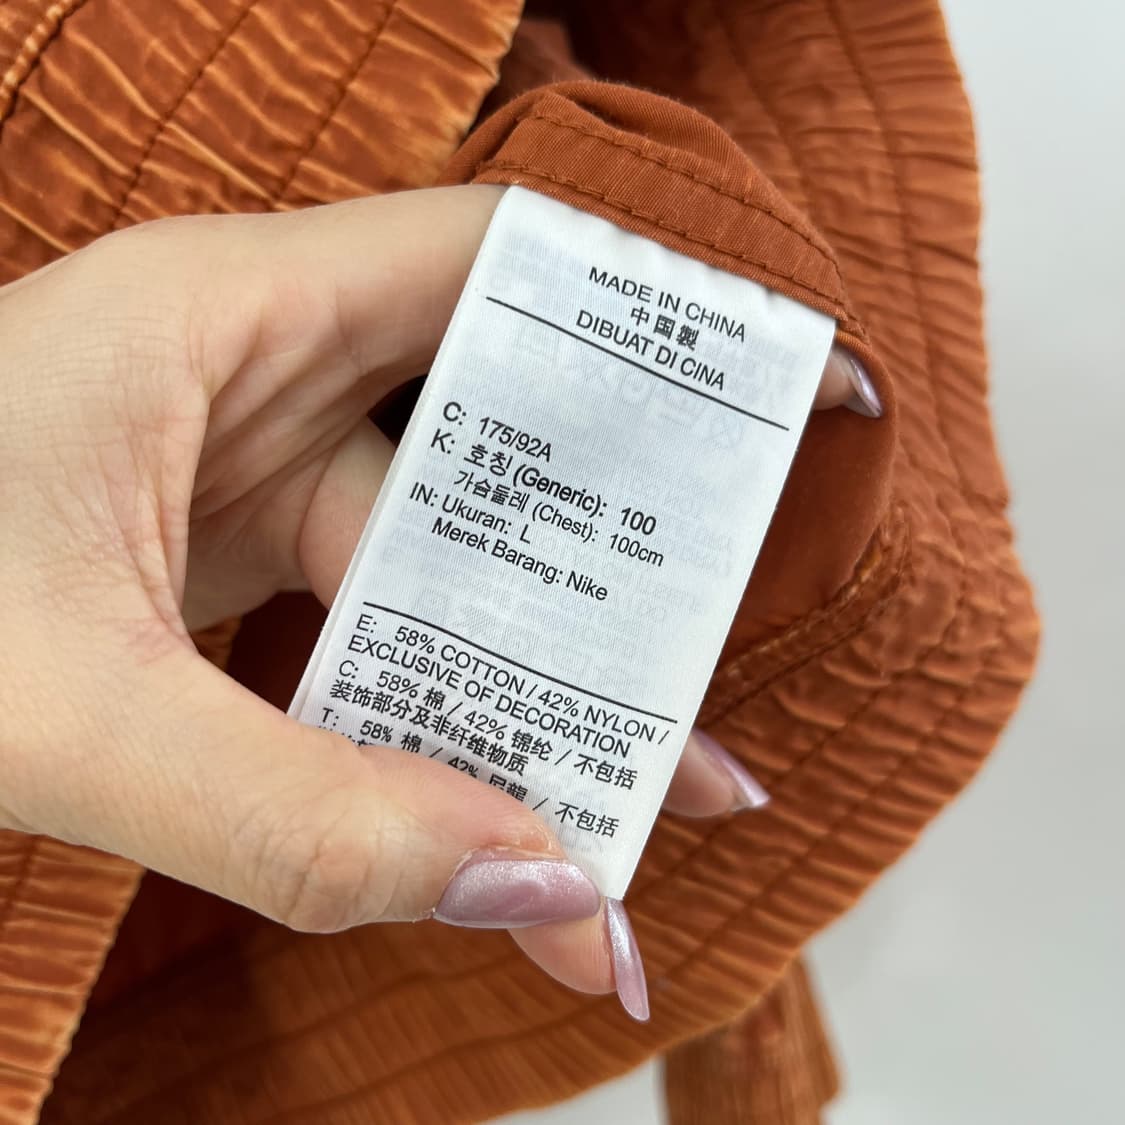 MADE IN CHINA
中国製
DIBUAT DI CINA
C: 175/92A
K: 호칭 (Generic): 100
가슴둘레 (Chest): 100cm
IN: Ukuran: L
Merek Barang: Nike
E: 58% COTTON / 42% NYLON /
EXCLUSIVE OF DECORATION
C: 58% 棉 / 42% 锦纶 / 不包括
装饰部分及非纤维物质
T: 58% 棉 / 42% 尼龍 / 不包括